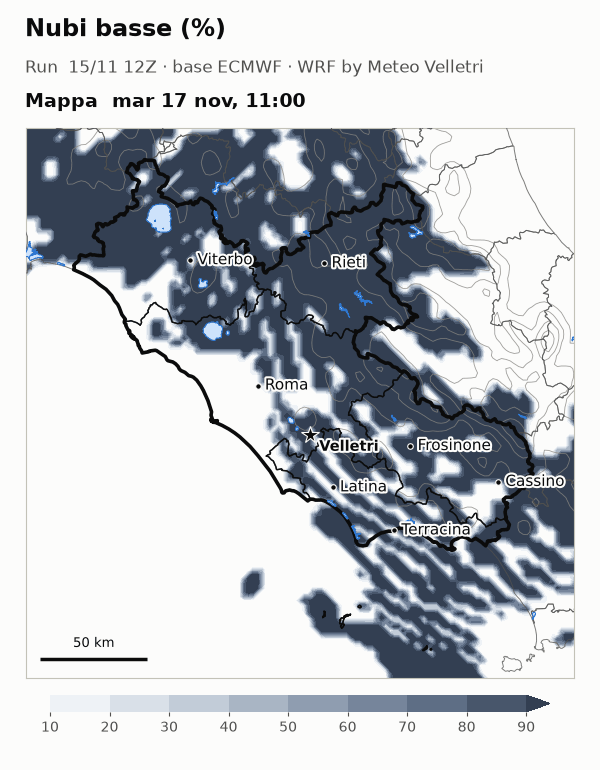 Nubi basse (%)
Run 15/11 12Z · base ECMWF · WRF by Meteo Velletri
Mappa mar 17 nov, 11:00
Viterbo
Rieti
Roma
Velletri
Frosinone
Latina
Cassino
Terracina
50 km
10 20 30 40 50 60 70 80 90